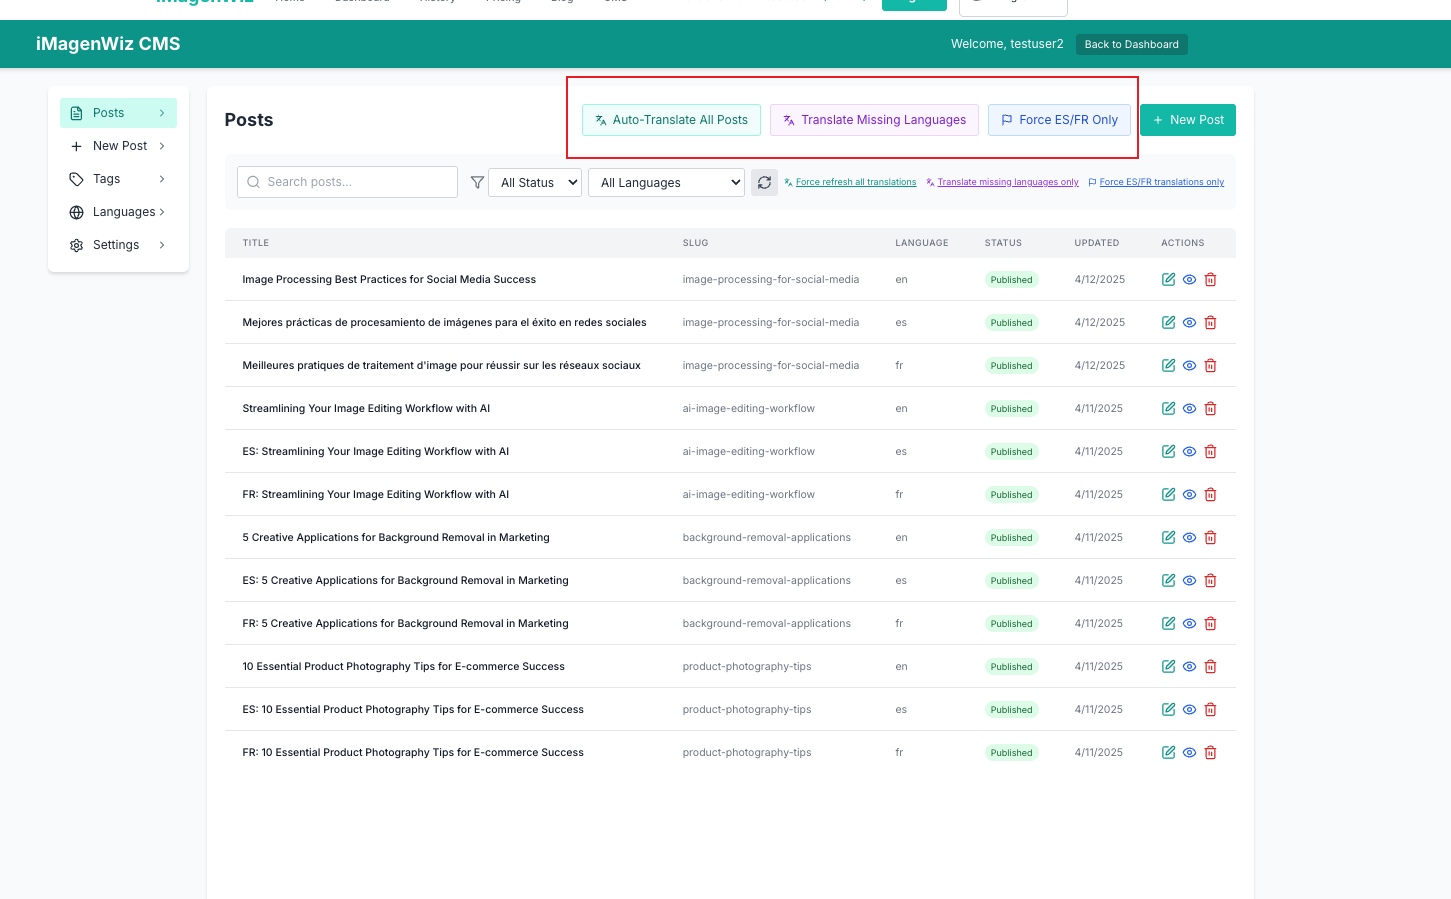 iMagenWiz CMS
Welcome, testuser2 Back to Dashboard
Posts
New Post
Tags
Languages
Settings
Posts
Auto-Translate All Posts Translate Missing Languages Force ES/FR Only + New Post
Search posts... All Status All Languages Force refresh all translations Translate missing languages only Force ES/FR translations only
TITLE SLUG LANGUAGE STATUS UPDATED ACTIONS
Image Processing Best Practices for Social Media Success image-processing-for-social-media en Published 4/12/2025
Mejores prácticas de procesamiento de imágenes para el éxito en redes sociales image-processing-for-social-media es Published 4/12/2025
Meilleures pratiques de traitement d'image pour réussir sur les réseaux sociaux image-processing-for-social-media fr Published 4/12/2025
Streamlining Your Image Editing Workflow with AI ai-image-editing-workflow en Published 4/11/2025
ES: Streamlining Your Image Editing Workflow with AI ai-image-editing-workflow es Published 4/11/2025
FR: Streamlining Your Image Editing Workflow with AI ai-image-editing-workflow fr Published 4/11/2025
5 Creative Applications for Background Removal in Marketing background-removal-applications en Published 4/11/2025
ES: 5 Creative Applications for Background Removal in Marketing background-removal-applications es Published 4/11/2025
FR: 5 Creative Applications for Background Removal in Marketing background-removal-applications fr Published 4/11/2025
10 Essential Product Photography Tips for E-commerce Success product-photography-tips en Published 4/11/2025
ES: 10 Essential Product Photography Tips for E-commerce Success product-photography-tips es Published 4/11/2025
FR: 10 Essential Product Photography Tips for E-commerce Success product-photography-tips fr Published 4/11/2025